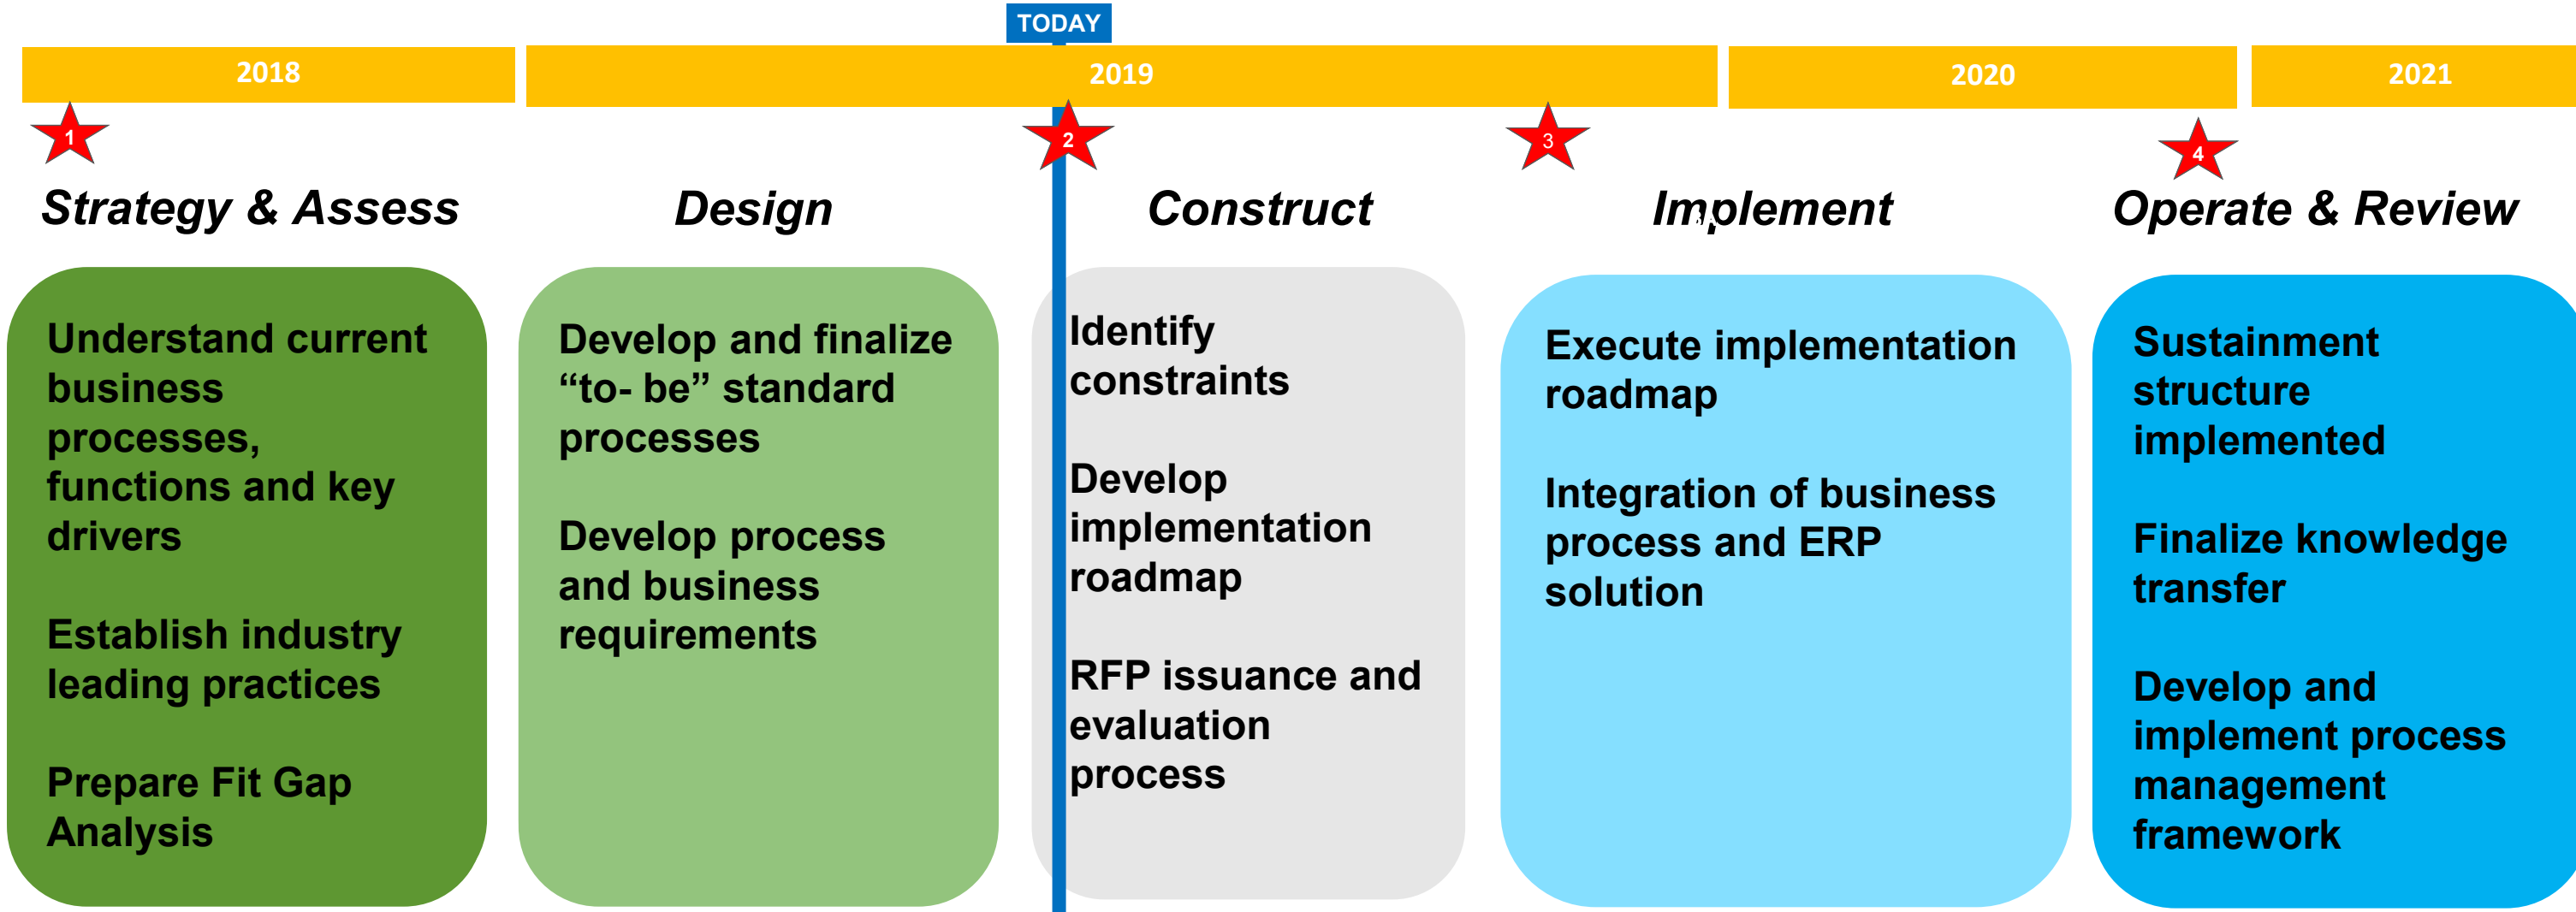 TODAY
2018
2019
2020
2021
1
2
3
4
Strategy & Assess
Design
Construct
Implement
Operate & Review
Understand current
business
processes,
functions and key
drivers
Establish industry
leading practices
Prepare Fit Gap
Analysis
Develop and finalize
“to- be” standard
processes
Develop process
and business
requirements
Identify
constraints
Develop
implementation
roadmap
RFP issuance and
evaluation
process
Execute implementation
roadmap
Integration of business
process and ERP
solution
Sustainment
structure
implemented
Finalize knowledge
transfer
Develop and
implement process
management
framework